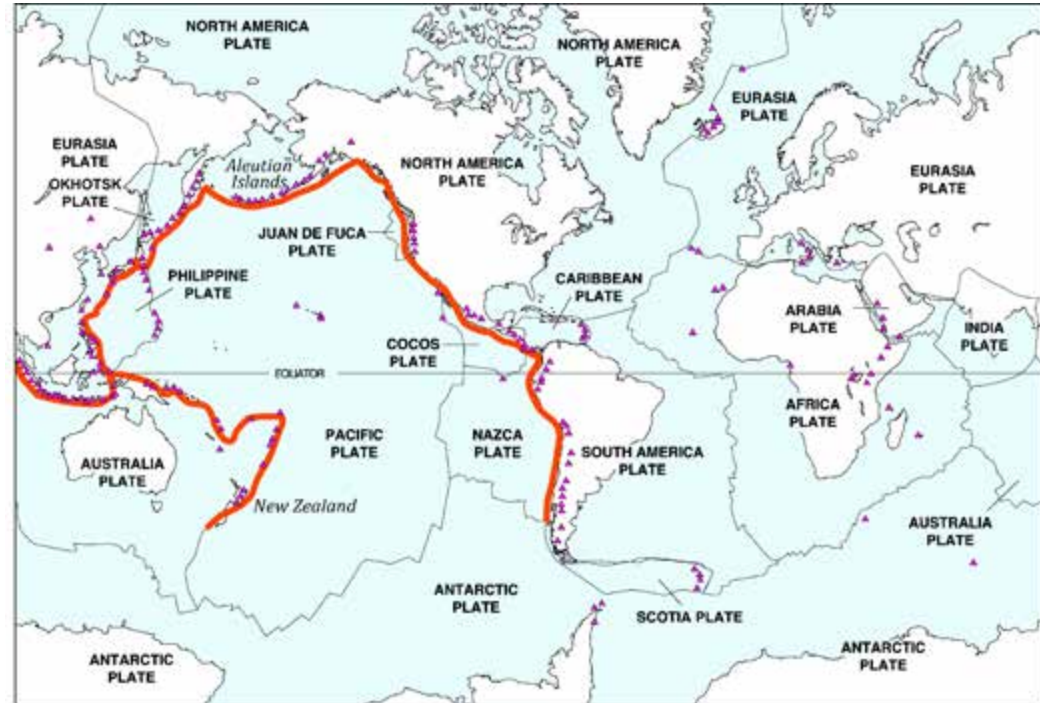 NORTH AMERICA
PLATE
NORTH AMERICA
PLATE
EURASIA
PLATE
EURASIA
PLATE
Aleutian
Islands
NORTH AMERICA
PLATE
EURASIA
PLATE
OKHOTSK
PLATE
JUAN DE FUCA
PLATE
PHILIPPINE
PLATE
CARIBBEAN
PLATE
ARABIA
PLATE
INDIA
PLATE
COCOS
PLATE
EQUATOR
AFRICA
PLATE
PACIFIC
PLATE
NAZCA
PLATE
SOUTH AMERICA
PLATE
AUSTRALIA
PLATE
New Zealand
AUSTRALIA
PLATE
ANTARCTIC
PLATE
SCOTIA PLATE
ANTARCTIC
PLATE
ANTARCTIC
PLATE